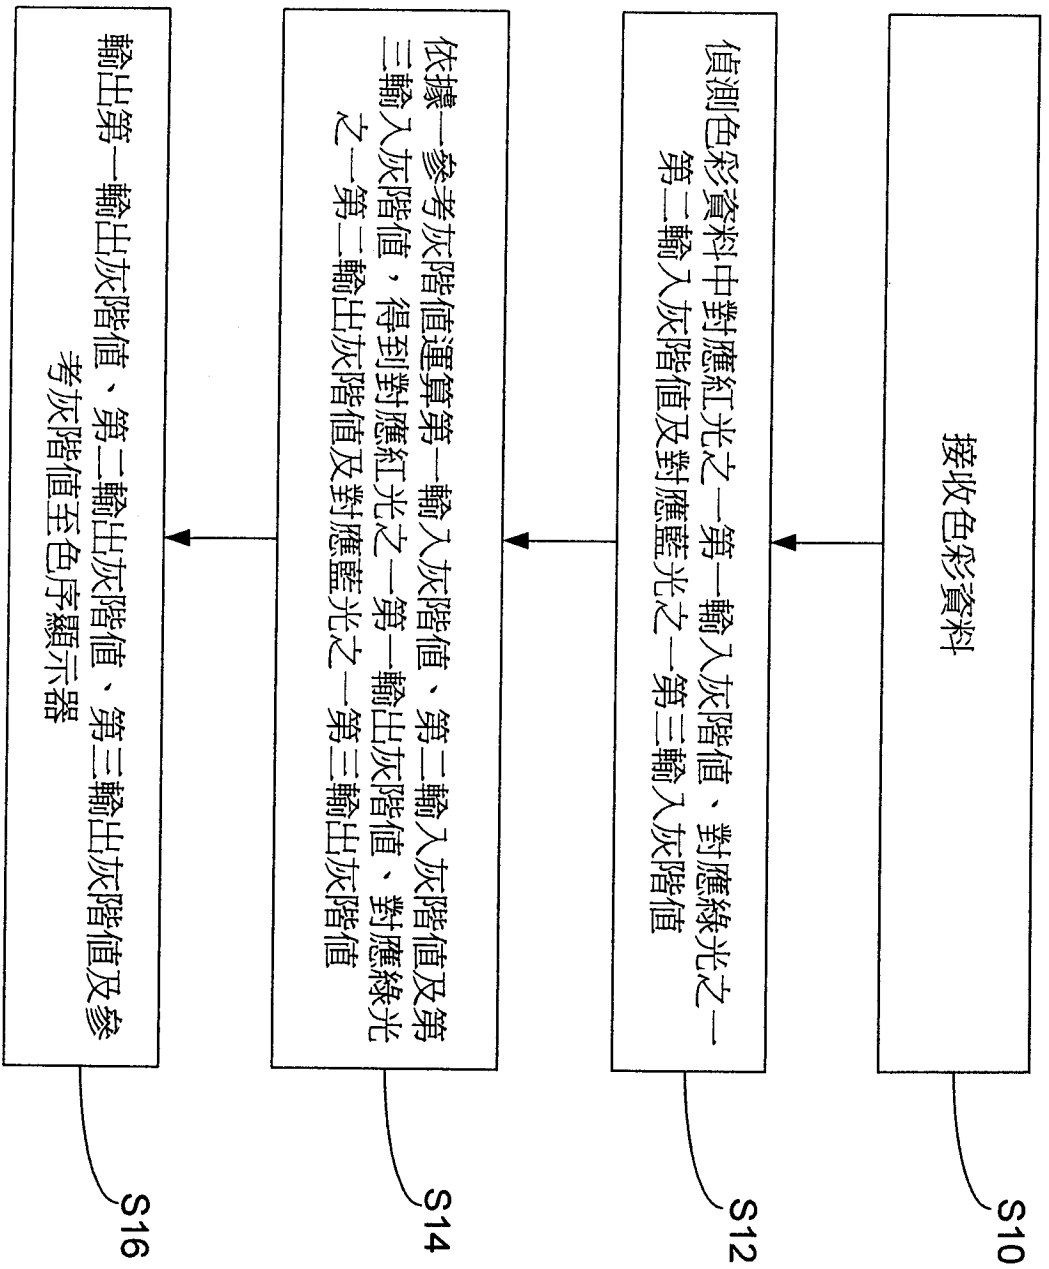 接收色彩資料
S10
偵測色彩資料中對應紅光之一第一輸入灰階值、對應綠光之一
第二輸入灰階值及對應藍光之一第三輸入灰階值
S12
依據一參考灰階值運算第一輸入灰階值、第二輸入灰階值及第
三輸入灰階值，得到對應紅光之一第一輸出灰階值、對應綠光
之一第二輸出灰階值及對應藍光之一第三輸出灰階值
S14
輸出第一輸出灰階值、第二輸出灰階值、第三輸出灰階值及參
考灰階值至色序顯示器
S16